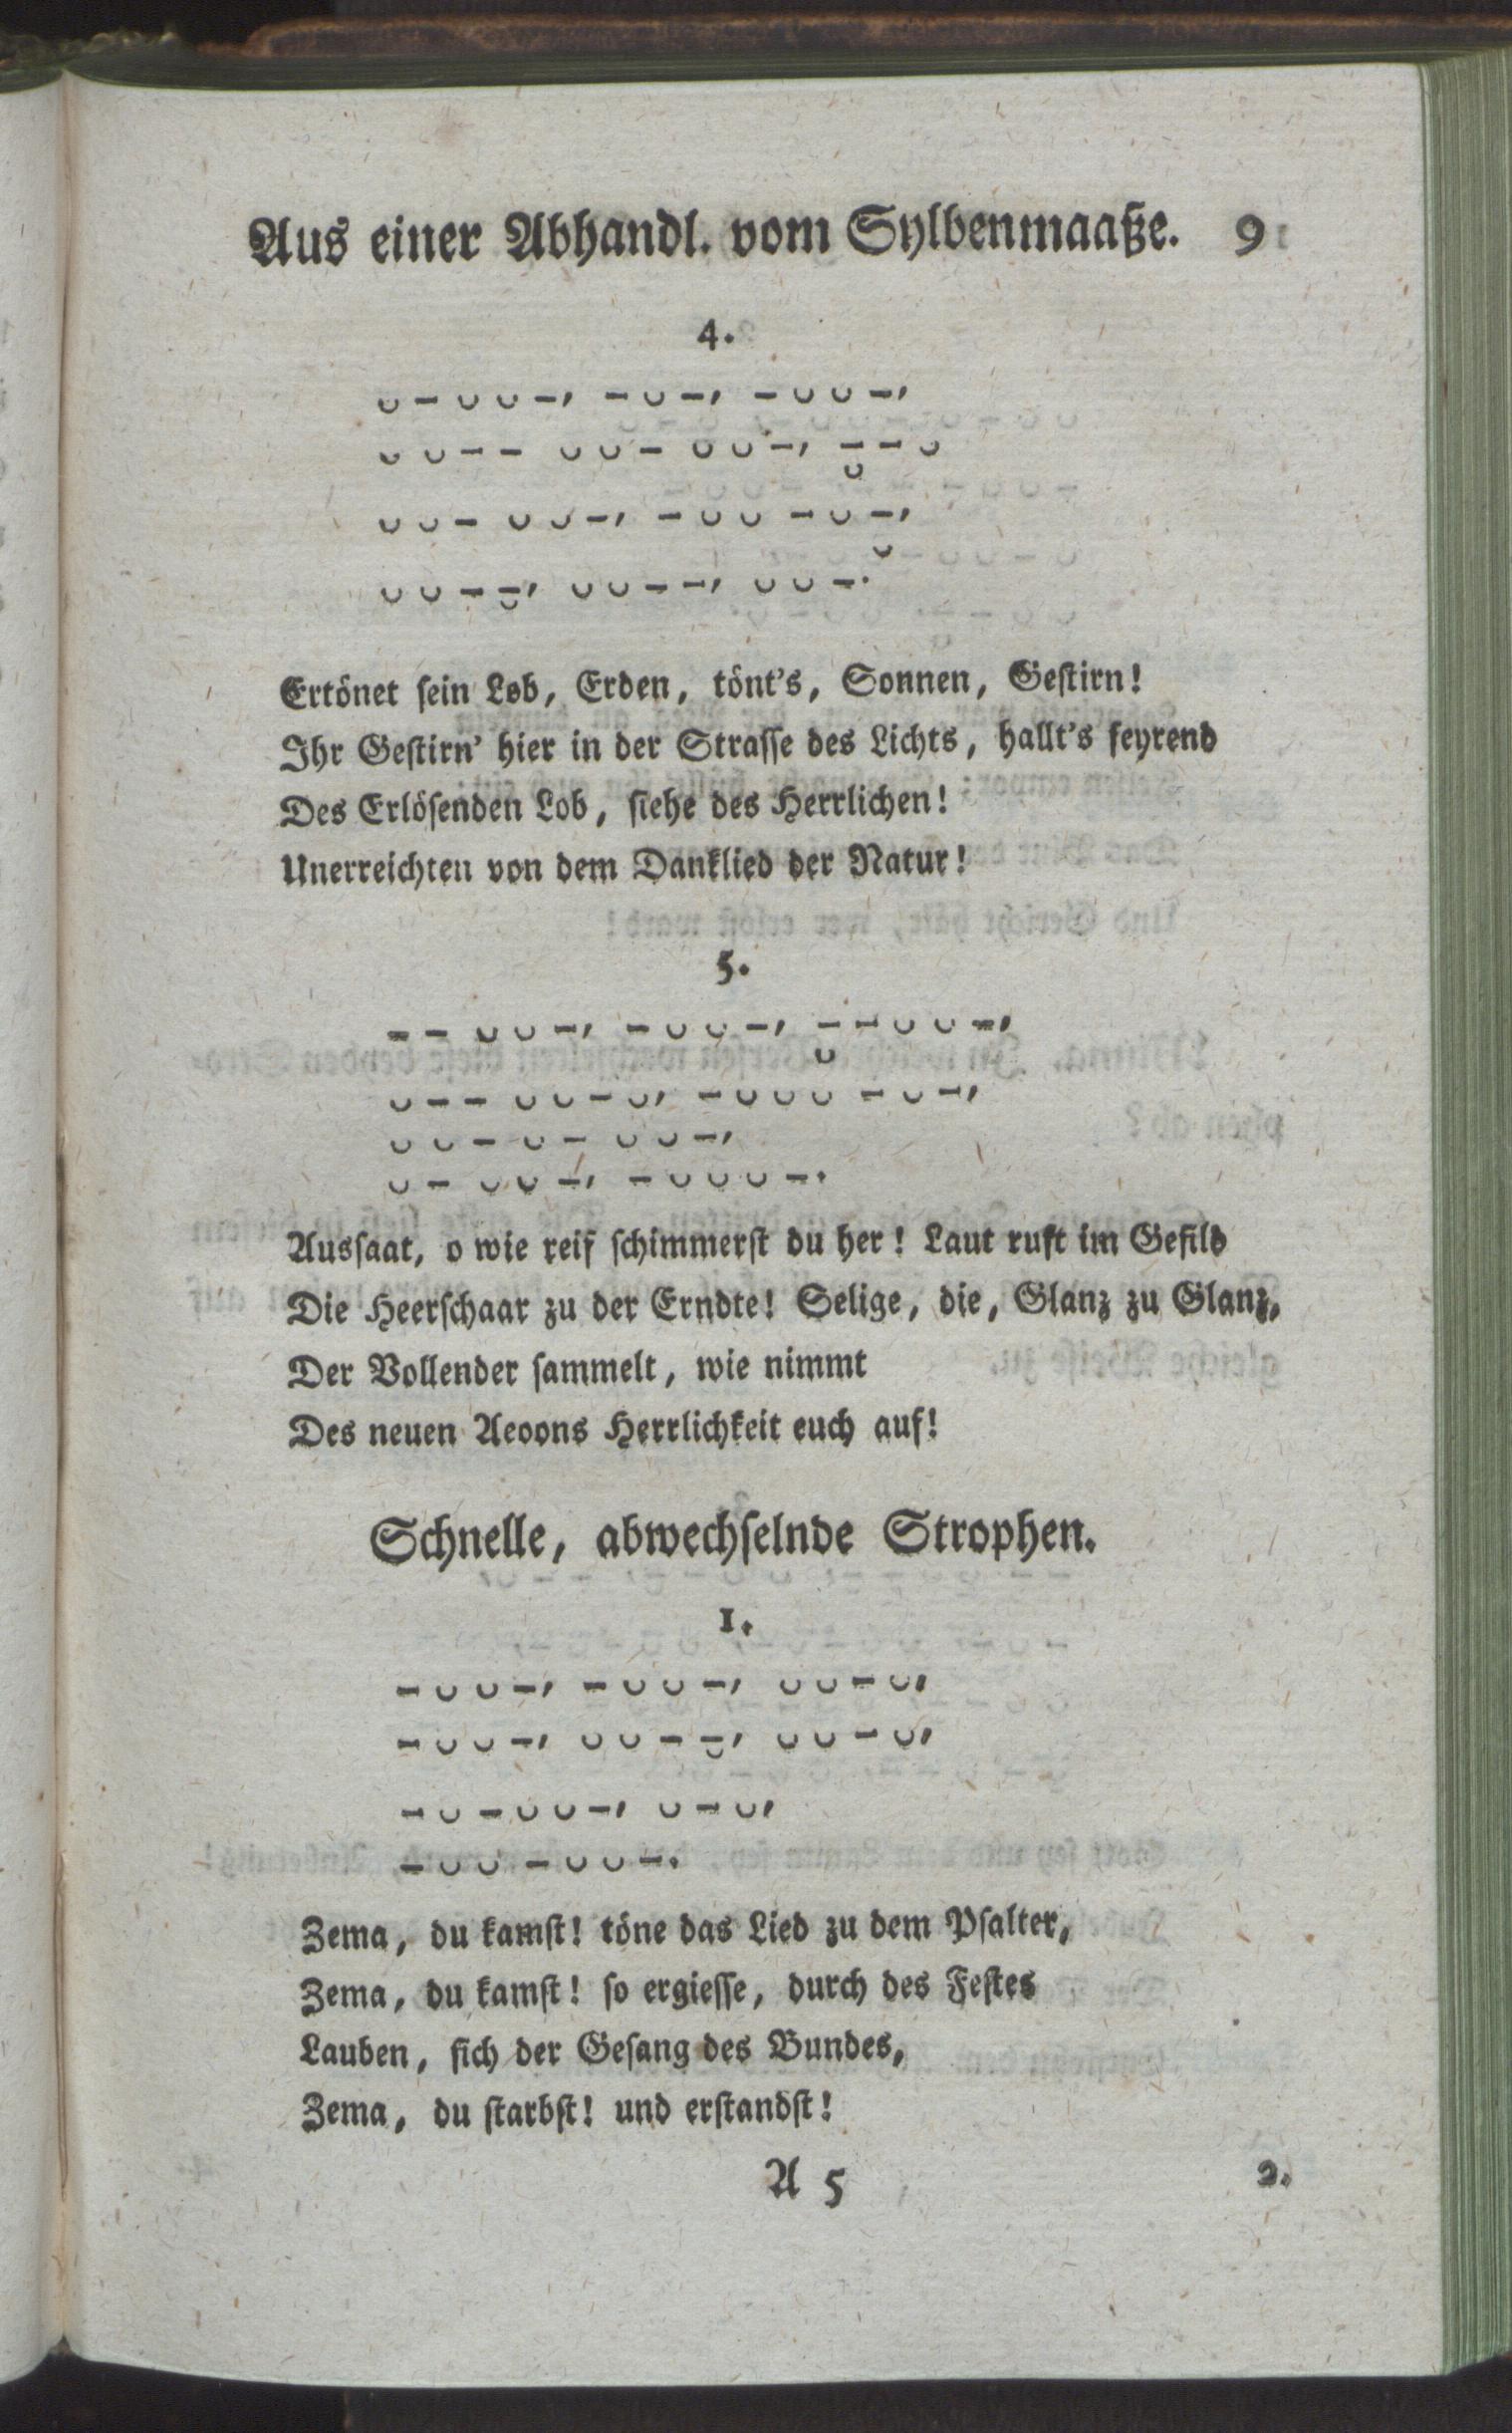 Aus einer Abhandl. vom Sylbenmaaße. 9
4.
◡–◡◡–, –◡–, –◡◡–,
◡◡–– ◡◡– ◡◡–, –̮–◡
◡◡– ◡◡–, –◡◡ –◡–̮,
◡◡––̮, ◡◡––, ◡◡–.
Ertönet ſein Lob, Erden, tönt's, Sonnen, Geſtirn!
Ihr Geſtirn' hier in der Straſſe des Lichts, hallt's feyrend
Des Erlöſenden Lob, ſiehe des Herrlichen!
Unerreichten von dem Danklied der Natur!
5.
–– ◡◡–, –◡◡–, –̮–◡◡–,
◡–– ◡◡–◡, –◡◡◡ –◡–,
◡◡–◡– ◡◡–,
◡– ◡◡–, –◡◡◡–.
Ausſaat, o wie reif ſchimmerſt du her! Laut ruft im Gefild
Die Heerſchaar zu der Erndte! Selige, die, Glanz zu Glanz,
Der Vollender ſammelt, wie nimmt
Des neuen Aeoons Herrlichkeit euch auf!
Schnelle, abwechſelnde Strophen.
1.
–◡◡–, –◡◡–, ◡◡–◡,
–◡◡–, ◡◡––̮, ◡◡–◡,
–◡–◡◡–, ◡–◡,
–◡◡–◡◡–.
Zema, du kamſt! töne das Lied zu dem Pſalter,
Zema, du kamſt! ſo ergieſſe, durch des Feſtes
Lauben, ſich der Geſang des Bundes,
Zema, du ſtarbſt! und erſtandſt!
A 5 2.